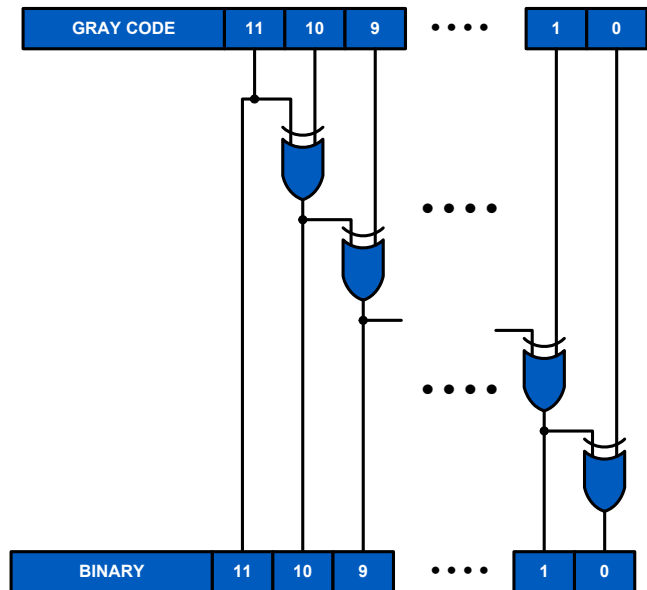 GRAY CODE 11 10 9 •••• 1 0
BINARY 11 10 9 •••• 1 0